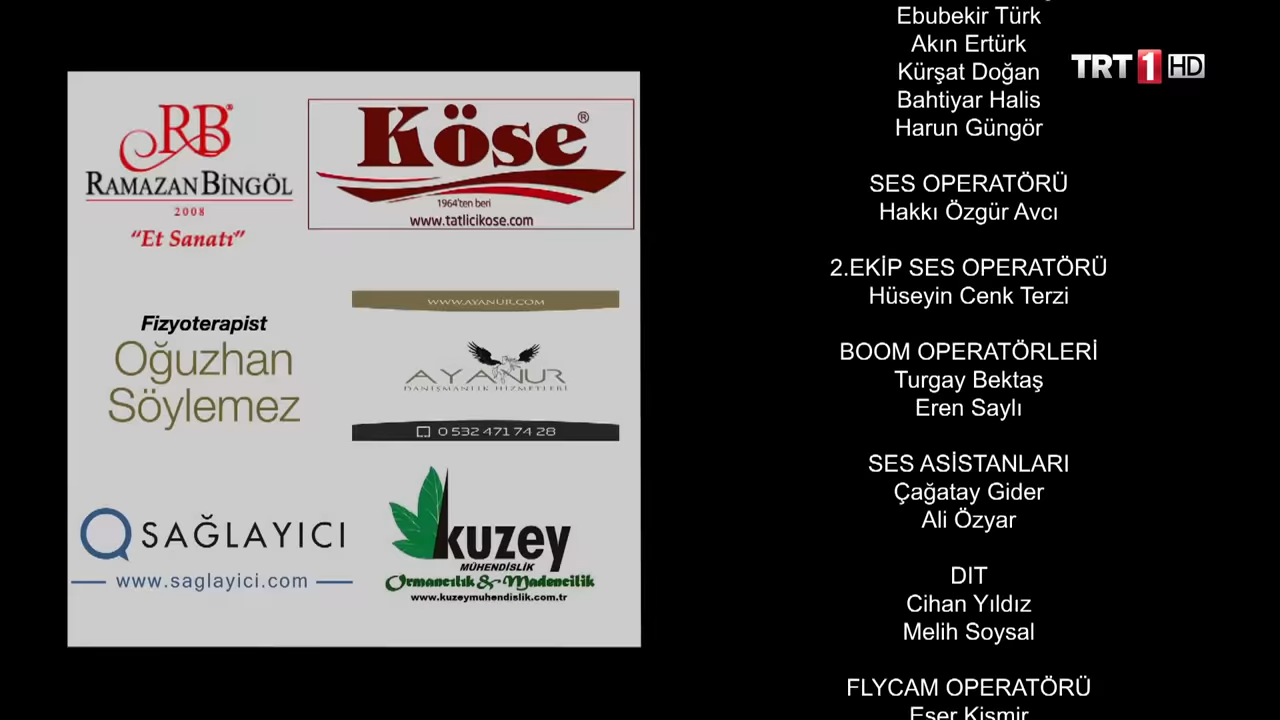 RB®
RAMAZAN BİNGÖL
2008
“Et Sanatı”
Köse®
1964'ten beri
www.tatlicikose.com
Fizyoterapist
Oğuzhan
Söylemez
WWW.AYANUR.COM
AYANUR
DANIŞMANLIK HİZMETLERİ
0 532 471 74 28
SAĞLAYICI
www.saglayici.com
kuzey
MÜHENDİSLİK
Ormancılık & Madencilik
www.kuzeymuhendislik.com.tr
Ebubekir Türk
Akın Ertürk
Kürşat Doğan
Bahtiyar Halis
Harun Güngör
SES OPERATÖRÜ
Hakkı Özgür Avcı
2.EKİP SES OPERATÖRÜ
Hüseyin Cenk Terzi
BOOM OPERATÖRLERİ
Turgay Bektaş
Eren Saylı
SES ASİSTANLARI
Çağatay Gider
Ali Özyar
DIT
Cihan Yıldız
Melih Soysal
FLYCAM OPERATÖRÜ
Eser Kişmir
TRT 1 HD